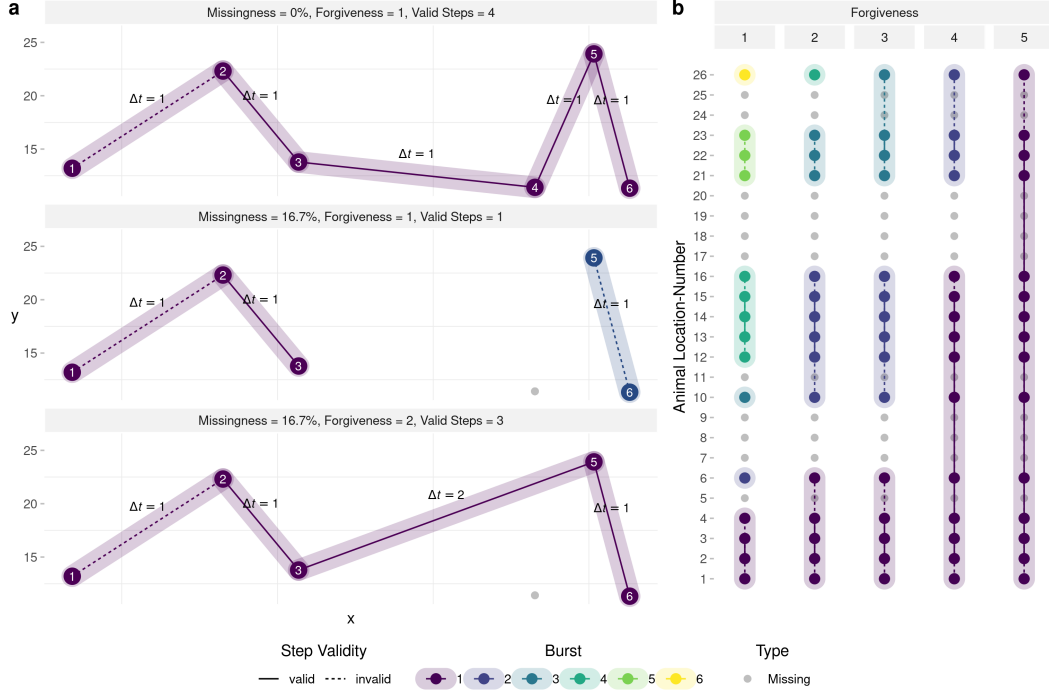 a
Missingness = 0%, Forgiveness = 1, Valid Steps = 4
25
20
15
Δt = 1
Δt = 1
Δt = 1
Δt = 1
Δt = 1
1
2
3
4
5
6
Missingness = 16.7%, Forgiveness = 1, Valid Steps = 1
25
20
15
Δt = 1
Δt = 1
Δt = 1
1
2
3
5
6
Missingness = 16.7%, Forgiveness = 2, Valid Steps = 3
25
20
15
Δt = 1
Δt = 1
Δt = 2
Δt = 1
1
2
3
5
6
y
x
b
Forgiveness
1 2 3 4 5
Animal Location-Number
26
25
24
23
22
21
20
19
18
17
16
15
14
13
12
11
10
9
8
7
6
5
4
3
2
1
Step Validity
valid invalid
Burst
1 2 3 4 5 6
Type
Missing